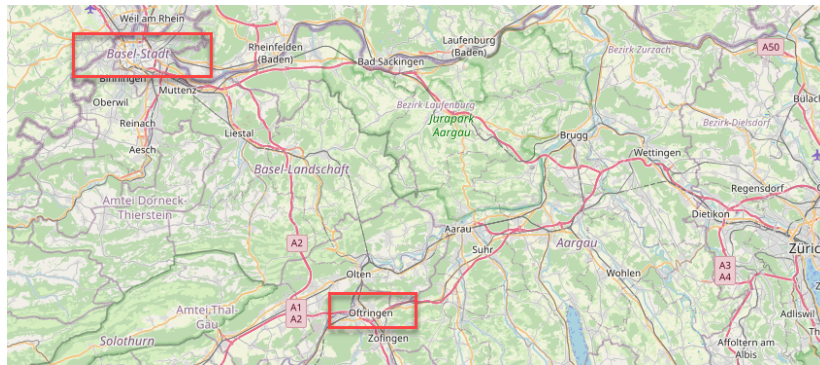 Weil am Rhein
Laufenburg
(Baden)
A50
Basel-Stadt
Rheinfelden
(Baden)
Bezirk Zurzach
Bad Säckingen
Binningen
Muttenz
Oberwil
Bezirk Laufenburg
Jurapark
Aargau
Bülach
Reinach
Liestal
Brugg
Bezirk-Dielsdorf
Aesch
Wettingen
Basel-Landschaft
Regensdorf
Amtei Dorneck-
Thierstein
Dietikon
Aarau
A2
Suhr
Aargau
Zürich
Olten
Wohlen
A3
A4
Amtei Thal-
Gäu
A1
A2
Oftringen
Adliswil
Solothurn
Zofingen
Affoltern am
Albis